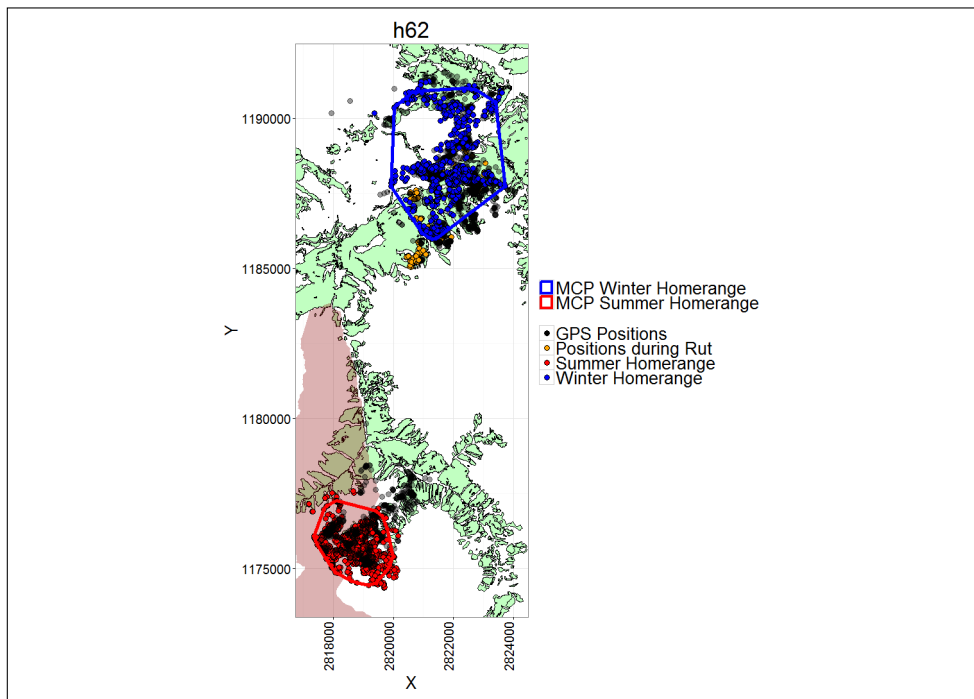 h62
1190000
1185000
1180000
1175000
Y
2818000
2820000
2822000
2824000
X
MCP Winter Homerange
MCP Summer Homerange
GPS Positions
Positions during Rut
Summer Homerange
Winter Homerange